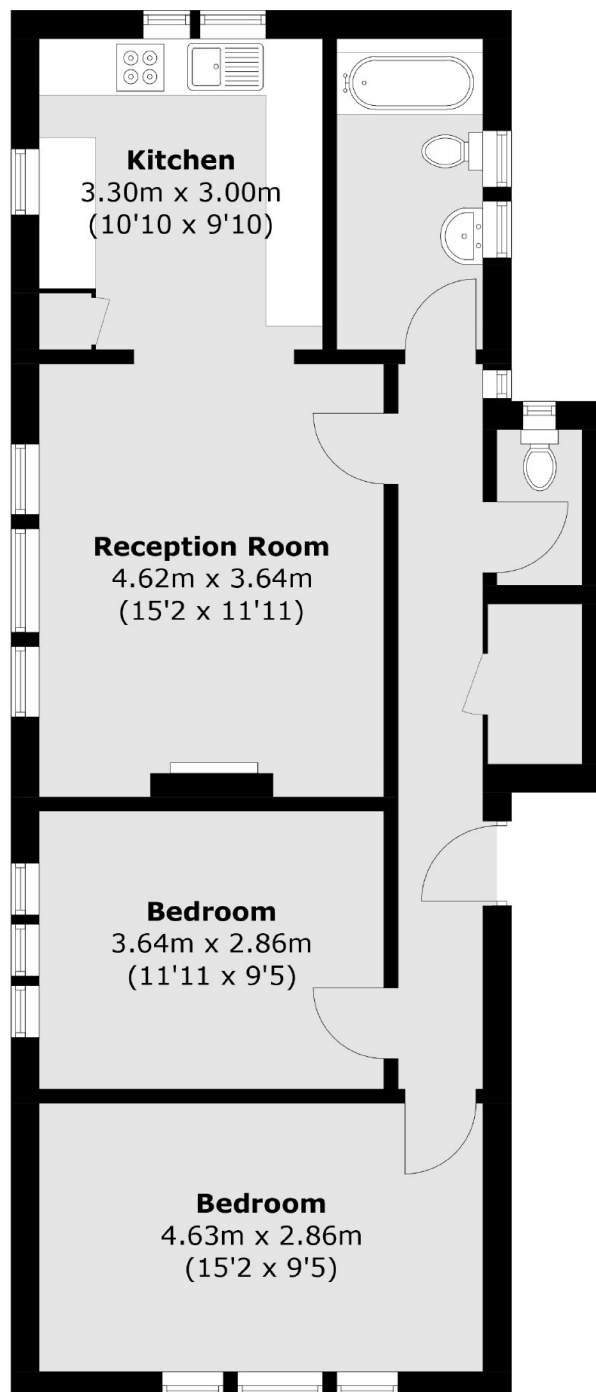 Kitchen
3.30m x 3.00m
(10'10 x 9'10)
Reception Room
4.62m x 3.64m
(15'2 x 11'11)
Bedroom
3.64m x 2.86m
(11'11 x 9'5)
Bedroom
4.63m x 2.86m
(15'2 x 9'5)